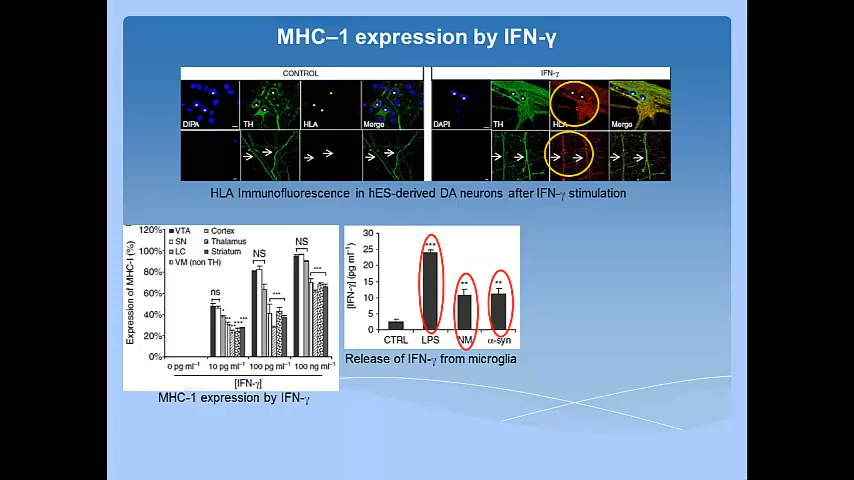 MHC–1 expression by IFN-γ
CONTROL
IFN-γ
DIPA
TH
HLA
Merge
DAPI
TH
HLA
Merge
HLA Immunofluorescence in hES-derived DA neurons after IFN-γ stimulation
Expression of MHC-I (%)
120%
100%
80%
60%
40%
20%
0%
VTA
SN
LC
VM (non TH)
Cortex
Thalamus
Striatum
ns
NS
NS
0 pg ml⁻¹
10 pg ml⁻¹
100 pg ml⁻¹
100 ng ml⁻¹
[IFN-γ]
MHC-1 expression by IFN-γ
[IFN-γ] (pg ml⁻¹)
30
25
20
15
10
5
0
***
**
**
CTRL
LPS
NM
α-syn
Release of IFN-γ from microglia